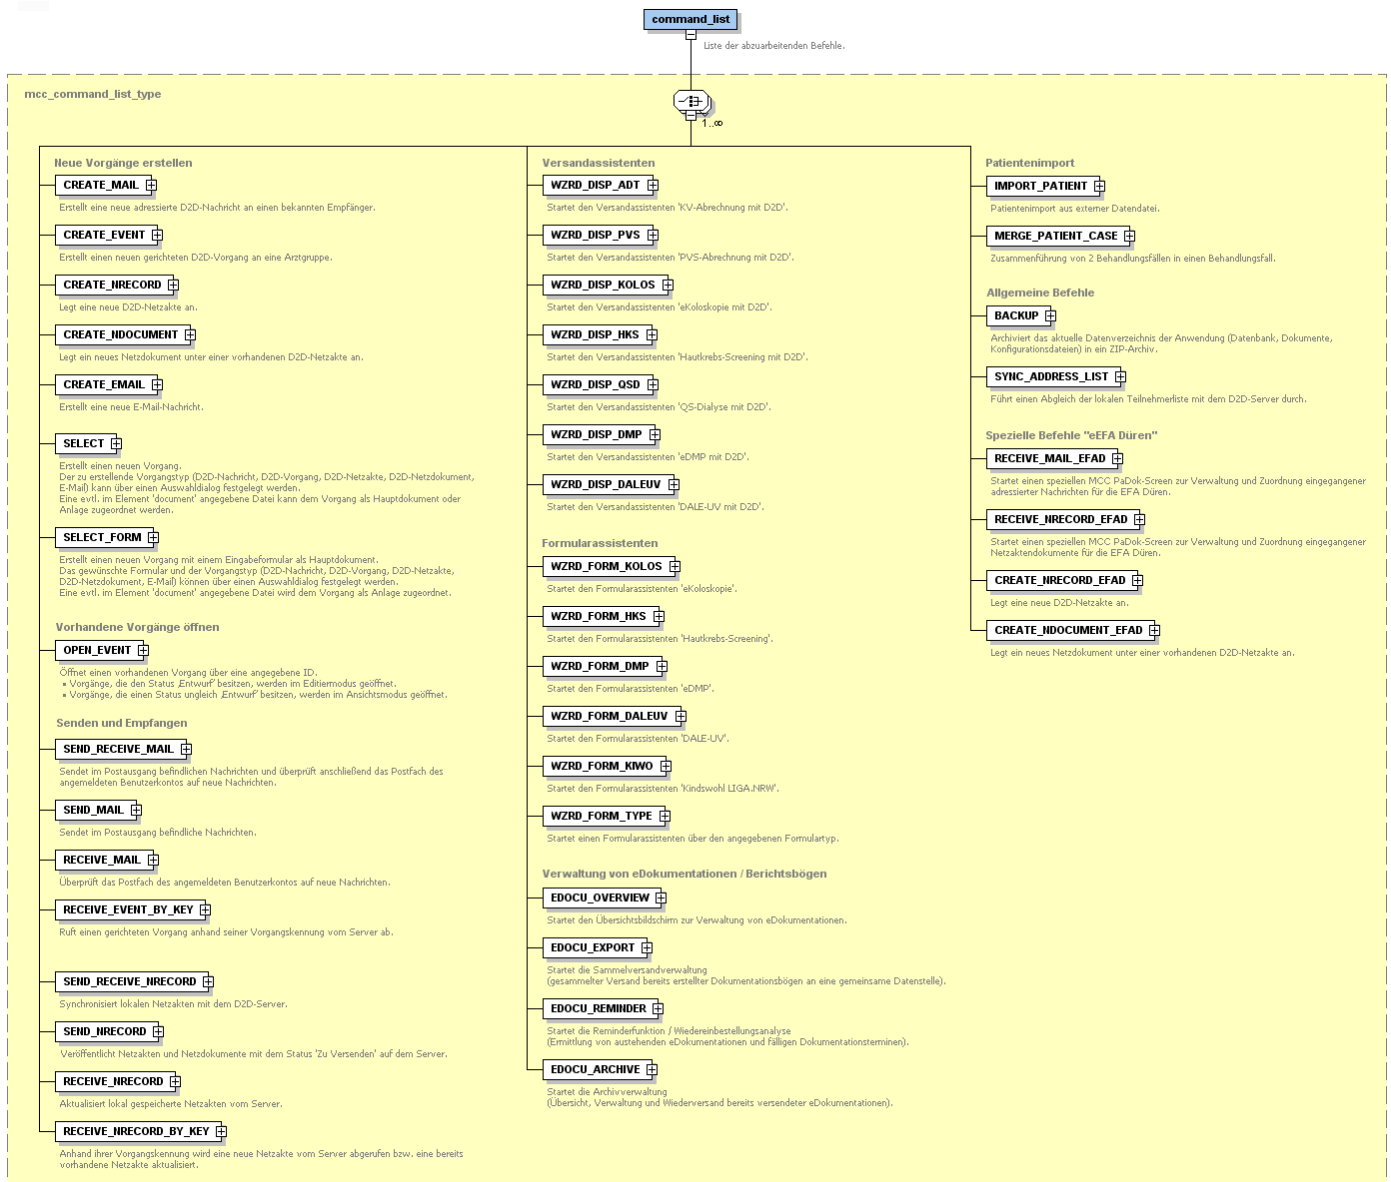 command_list
Liste der abzuarbeitenden Befehle.
mcc_command_list_type
1..∞
Neue Vorgänge erstellen
CREATE_MAIL
Erstellt eine neue adressierte D2D-Nachricht an einen bekannten Empfänger.
CREATE_EVENT
Erstellt einen neuen gerichteten D2D-Vorgang an eine Arztgruppe.
CREATE_NRECORD
Legt eine neue D2D-Netzakte an.
CREATE_NDOCUMENT
Legt ein neues Netzdokument unter einer vorhandenen D2D-Netzakte an.
CREATE_EMAIL
Erstellt eine neue E-Mail-Nachricht.
SELECT
Erstellt einen neuen Vorgang.
Der zu erstellende Vorgangstyp (D2D-Nachricht, D2D-Vorgang, D2D-Netzakte, D2D-Netzdokument,
E-Mail) kann über einen Auswahldialog festgelegt werden.
Eine evtl. im Element 'document' angegebene Datei kann dem Vorgang als Hauptdokument oder
Anlage zugeordnet werden.
SELECT_FORM
Erstellt einen neuen Vorgang mit einem Eingabeformular als Hauptdokument.
Das gewünschte Formular und der Vorgangstyp (D2D-Nachricht, D2D-Vorgang, D2D-Netzakte,
D2D-Netzdokument, E-Mail) können über einen Auswahldialog festgelegt werden.
Eine evtl. im Element 'document' angegebene Datei wird dem Vorgang als Anlage zugeordnet.
Vorhandene Vorgänge öffnen
OPEN_EVENT
Öffnet einen vorhandenen Vorgang über eine angegebene ID.
• Vorgänge, die den Status ‚Entwurf' besitzen, werden im Editiermodus geöffnet.
• Vorgänge, die einen Status ungleich ‚Entwurf' besitzen, werden im Ansichtsmodus geöffnet.
Senden und Empfangen
SEND_RECEIVE_MAIL
Sendet im Postausgang befindlichen Nachrichten und überprüft anschließend das Postfach des
angemeldeten Benutzerkontos auf neue Nachrichten.
SEND_MAIL
Sendet im Postausgang befindliche Nachrichten.
RECEIVE_MAIL
Überprüft das Postfach des angemeldeten Benutzerkontos auf neue Nachrichten.
RECEIVE_EVENT_BY_KEY
Ruft einen gerichteten Vorgang anhand seiner Vorgangskennung vom Server ab.
SEND_RECEIVE_NRECORD
Synchronisiert lokalen Netzakten mit dem D2D-Server.
SEND_NRECORD
Veröffentlicht Netzakten und Netzdokumente mit dem Status 'Zu Versenden' auf dem Server.
RECEIVE_NRECORD
Aktualisiert lokal gespeicherte Netzakten vom Server.
RECEIVE_NRECORD_BY_KEY
Anhand ihrer Vorgangskennung wird eine neue Netzakte vom Server abgerufen bzw. eine bereits
vorhandene Netzakte aktualisiert.
Versandassistenten
WZRD_DISP_ADT
Startet den Versandassistenten 'KV-Abrechnung mit D2D'.
WZRD_DISP_PVS
Startet den Versandassistenten 'PVS-Abrechnung mit D2D'.
WZRD_DISP_KOLOS
Startet den Versandassistenten 'eKoloskopie mit D2D'.
WZRD_DISP_HKS
Startet den Versandassistenten 'Hautkrebs-Screening mit D2D'.
WZRD_DISP_QSD
Startet den Versandassistenten 'QS-Dialyse mit D2D'.
WZRD_DISP_DMP
Startet den Versandassistenten 'eDMP mit D2D'.
WZRD_DISP_DALEUV
Startet den Versandassistenten 'DALE-UV mit D2D'.
Formularassistenten
WZRD_FORM_KOLOS
Startet den Formularassistenten 'eKoloskopie'.
WZRD_FORM_HKS
Startet den Formularassistenten 'Hautkrebs-Screening'.
WZRD_FORM_DMP
Startet den Formularassistenten 'eDMP'.
WZRD_FORM_DALEUV
Startet den Formularassistenten 'DALE-UV'.
WZRD_FORM_KIWO
Startet den Formularassistenten 'Kindswohl LIGA.NRW'.
WZRD_FORM_TYPE
Startet einen Formularassistenten über den angegebenen Formulartyp.
Verwaltung von eDokumentationen / Berichtsbögen
EDOCU_OVERVIEW
Startet den Übersichtsbildschirm zur Verwaltung von eDokumentationen.
EDOCU_EXPORT
Startet die Sammelversandverwaltung
(gesammelter Versand bereits erstellter Dokumentationsbögen an eine gemeinsame Datenstelle).
EDOCU_REMINDER
Startet die Reminderfunktion / Wiedereinbestellungsanalyse
(Ermittlung von austehenden eDokumentationen und fälligen Dokumentationsterminen).
EDOCU_ARCHIVE
Startet die Archivverwaltung
(Übersicht, Verwaltung und Wiederversand bereits versendeter eDokumentationen).
Patientenimport
IMPORT_PATIENT
Patientenimport aus externer Datendatei.
MERGE_PATIENT_CASE
Zusammenführung von 2 Behandlungsfällen in einen Behandlungsfall.
Allgemeine Befehle
BACKUP
Archiviert das aktuelle Datenverzeichnis der Anwendung (Datenbank, Dokumente,
Konfigurationsdateien) in ein ZIP-Archiv.
SYNC_ADDRESS_LIST
Führt einen Abgleich der lokalen Teilnehmerliste mit dem D2D-Server durch.
Spezielle Befehle "eEFA Düren"
RECEIVE_MAIL_EFAD
Startet einen speziellen MCC PaDok-Screen zur Verwaltung und Zuordnung eingegangener
adressierter Nachrichten für die EFA Düren.
RECEIVE_NRECORD_EFAD
Startet einen speziellen MCC PaDok-Screen zur Verwaltung und Zuordnung eingegangener
Netzaktendokumente für die EFA Düren.
CREATE_NRECORD_EFAD
Legt eine neue D2D-Netzakte an.
CREATE_NDOCUMENT_EFAD
Legt ein neues Netzdokument unter einer vorhandenen D2D-Netzakte an.